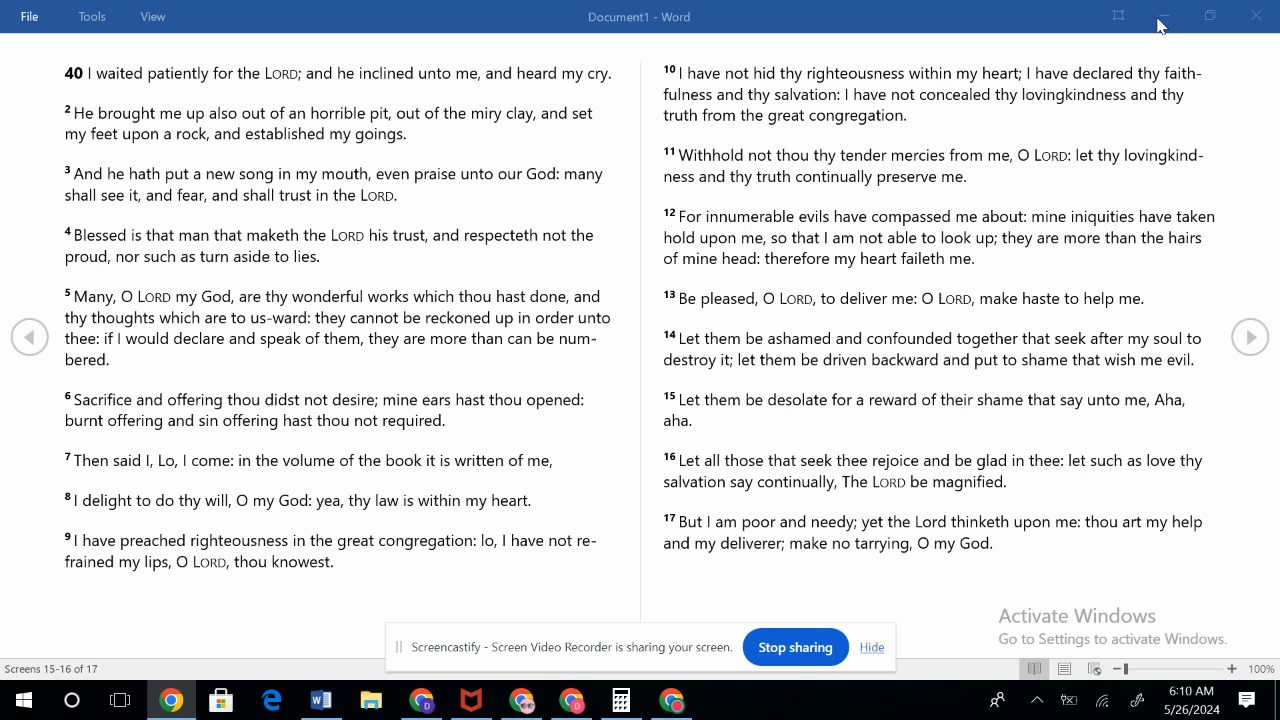 File Tools View Document1 - Word
40 I waited patiently for the LORD; and he inclined unto me, and heard my cry.
2 He brought me up also out of an horrible pit, out of the miry clay, and set
my feet upon a rock, and established my goings.
3 And he hath put a new song in my mouth, even praise unto our God: many
shall see it, and fear, and shall trust in the LORD.
4 Blessed is that man that maketh the LORD his trust, and respecteth not the
proud, nor such as turn aside to lies.
5 Many, O LORD my God, are thy wonderful works which thou hast done, and
thy thoughts which are to us-ward: they cannot be reckoned up in order unto
thee: if I would declare and speak of them, they are more than can be num-
bered.
6 Sacrifice and offering thou didst not desire; mine ears hast thou opened:
burnt offering and sin offering hast thou not required.
7 Then said I, Lo, I come: in the volume of the book it is written of me,
8 I delight to do thy will, O my God: yea, thy law is within my heart.
9 I have preached righteousness in the great congregation: lo, I have not re-
frained my lips, O LORD, thou knowest.
10 I have not hid thy righteousness within my heart; I have declared thy faith-
fulness and thy salvation: I have not concealed thy lovingkindness and thy
truth from the great congregation.
11 Withhold not thou thy tender mercies from me, O LORD: let thy lovingkind-
ness and thy truth continually preserve me.
12 For innumerable evils have compassed me about: mine iniquities have taken
hold upon me, so that I am not able to look up; they are more than the hairs
of mine head: therefore my heart faileth me.
13 Be pleased, O LORD, to deliver me: O LORD, make haste to help me.
14 Let them be ashamed and confounded together that seek after my soul to
destroy it; let them be driven backward and put to shame that wish me evil.
15 Let them be desolate for a reward of their shame that say unto me, Aha,
aha.
16 Let all those that seek thee rejoice and be glad in thee: let such as love thy
salvation say continually, The LORD be magnified.
17 But I am poor and needy; yet the Lord thinketh upon me: thou art my help
and my deliverer; make no tarrying, O my God.
Activate Windows
Go to Settings to activate Windows.
Screencastify - Screen Video Recorder is sharing your screen. Stop sharing Hide
Screens 15-16 of 17 100%
6:10 AM
5/26/2024